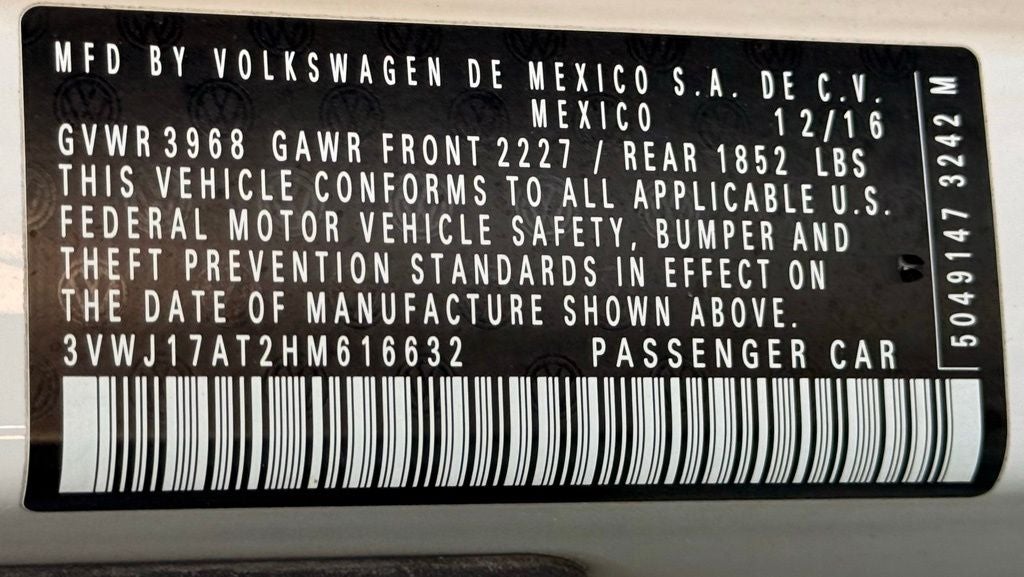 MFD BY VOLKSWAGEN DE MEXICO S.A. DE C.V.
MEXICO 12/16
GVWR 3968 GAWR FRONT 2227 / REAR 1852 LBS
THIS VEHICLE CONFORMS TO ALL APPLICABLE U.S.
FEDERAL MOTOR VEHICLE SAFETY, BUMPER AND
THEFT PREVENTION STANDARDS IN EFFECT ON
THE DATE OF MANUFACTURE SHOWN ABOVE.
3VWJ17AT2HM616632 PASSENGER CAR
5049147 3242 M